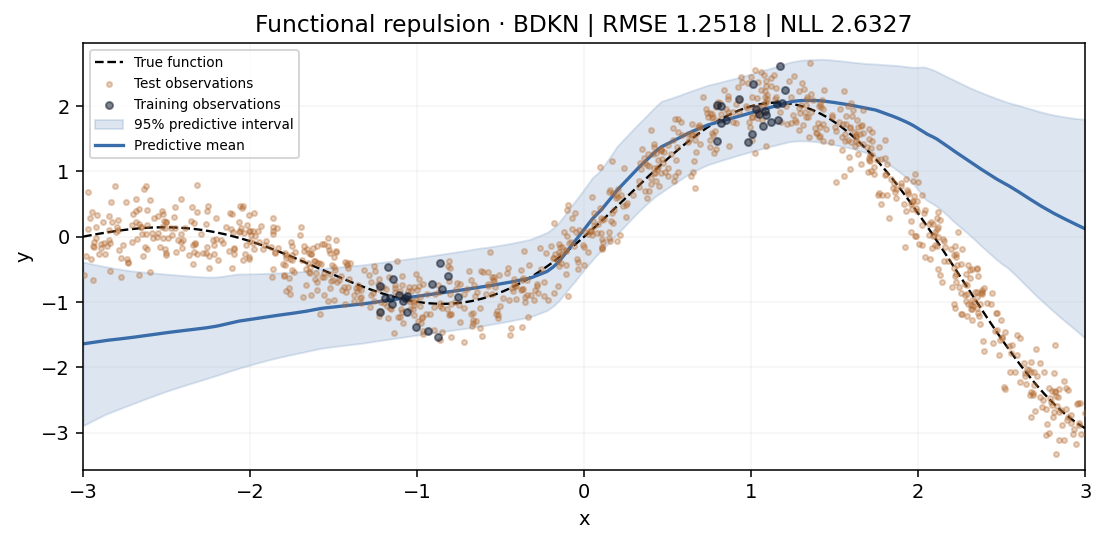 Functional repulsion · BDKN | RMSE 1.2518 | NLL 2.6327
True function
Test observations
Training observations
95% predictive interval
Predictive mean
y
2
1
0
−1
−2
−3
−3
−2
−1
0
1
2
3
x